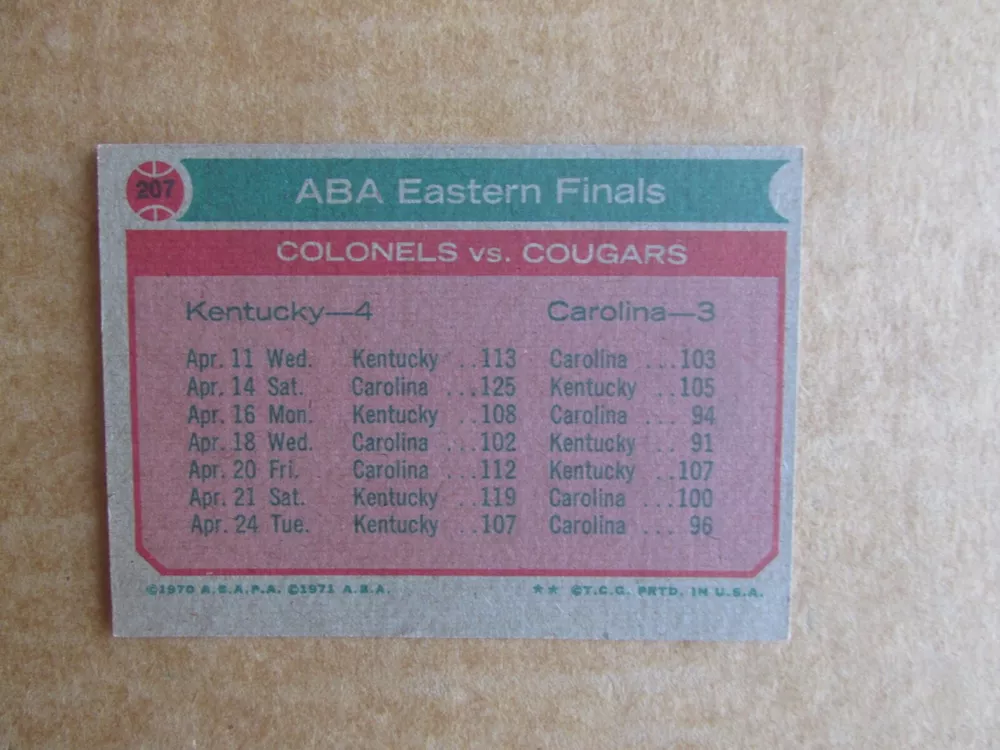 207
ABA Eastern Finals
COLONELS vs. COUGARS
Kentucky—4 Carolina—3
Apr. 11 Wed. Kentucky ..113 Carolina ...103
Apr. 14 Sat. Carolina ...125 Kentucky ..105
Apr. 16 Mon. Kentucky ..108 Carolina ... 94
Apr. 18 Wed. Carolina ...102 Kentucky .. 91
Apr. 20 Fri. Carolina ...112 Kentucky ..107
Apr. 21 Sat. Kentucky ..119 Carolina ...100
Apr. 24 Tue. Kentucky ..107 Carolina ... 96
©1970 A.B.A.P.A. ©1971 A.B.A. ** ©T.C.G. PRTD. IN U.S.A.